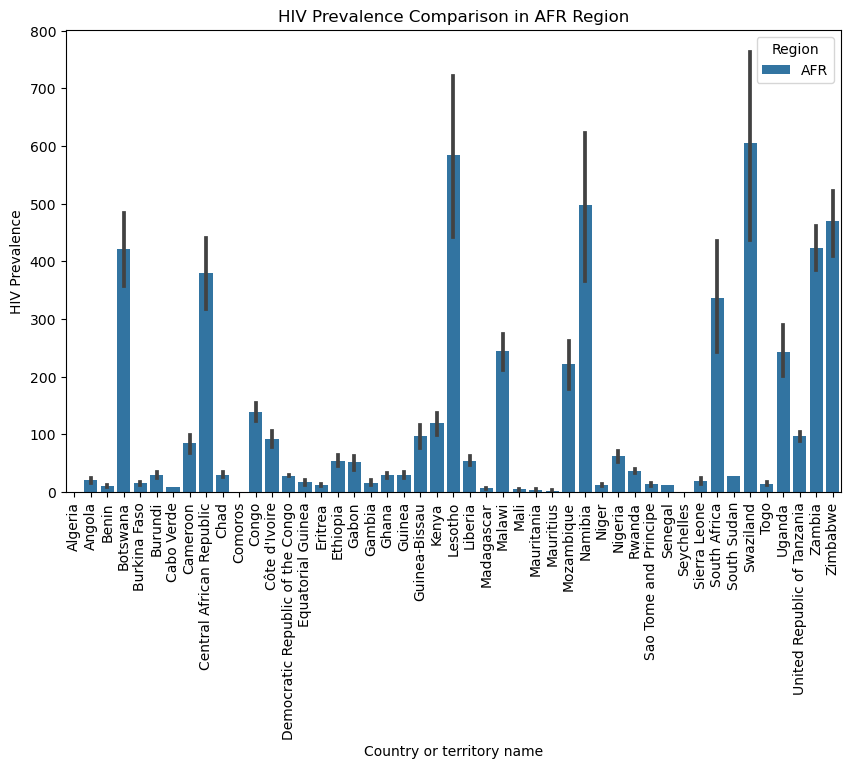 HIV Prevalence Comparison in AFR Region
Region
AFR
HIV Prevalence
800
700
600
500
400
300
200
100
0
Algeria
Angola
Benin
Botswana
Burkina Faso
Burundi
Cabo Verde
Cameroon
Central African Republic
Chad
Comoros
Congo
Côte d'Ivoire
Democratic Republic of the Congo
Equatorial Guinea
Eritrea
Ethiopia
Gabon
Gambia
Ghana
Guinea
Guinea-Bissau
Kenya
Lesotho
Liberia
Madagascar
Malawi
Mali
Mauritania
Mauritius
Mozambique
Namibia
Niger
Nigeria
Rwanda
Sao Tome and Principe
Senegal
Seychelles
Sierra Leone
South Africa
South Sudan
Swaziland
Togo
Uganda
United Republic of Tanzania
Zambia
Zimbabwe
Country or territory name